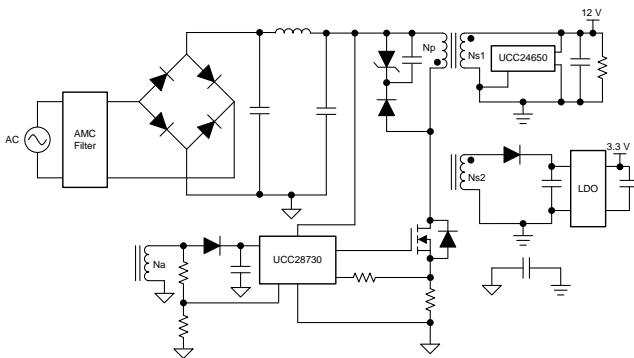 12 V
Np
Ns1
UCC24650
AC
AMC
Filter
3.3 V
Ns2
LDO
Na
UCC28730